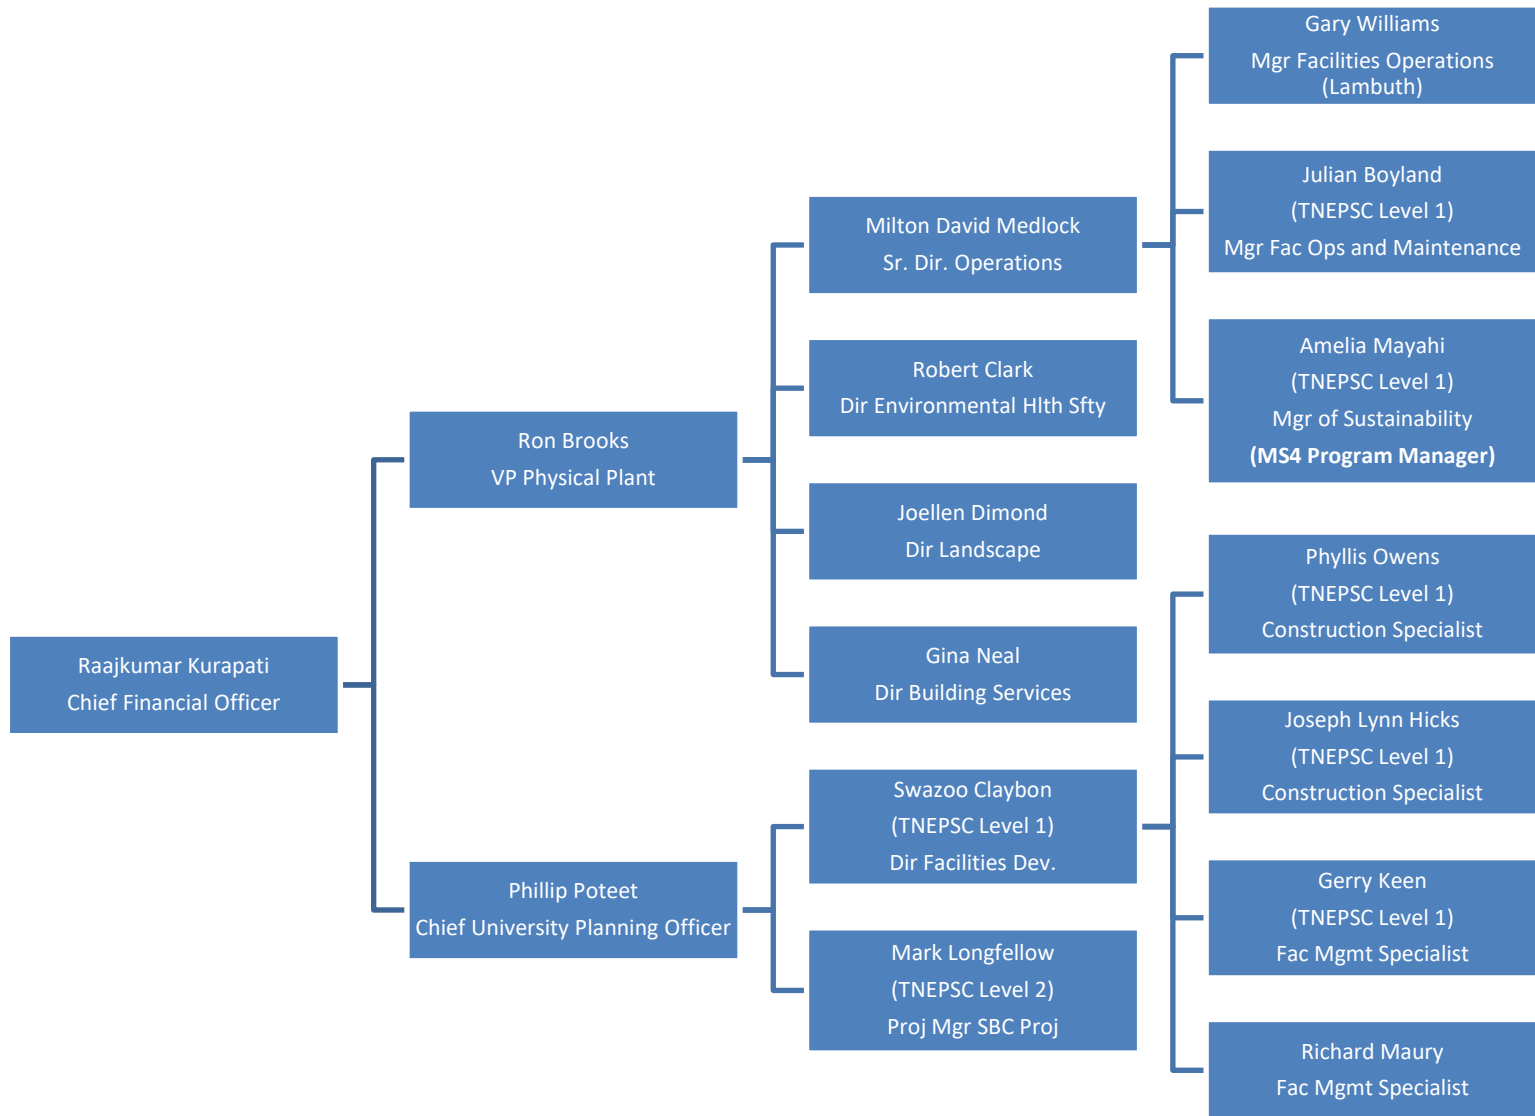 Raajkumar Kurapati
Chief Financial Officer
Ron Brooks
VP Physical Plant
Milton David Medlock
Sr. Dir. Operations
Gary Williams
Mgr Facilities Operations
(Lambuth)
Julian Boyland
(TNEPSC Level 1)
Mgr Fac Ops and Maintenance
Amelia Mayahi
(TNEPSC Level 1)
Mgr of Sustainability
(MS4 Program Manager)
Robert Clark
Dir Environmental Hlth Sfty
Joellen Dimond
Dir Landscape
Gina Neal
Dir Building Services
Phillip Poteet
Chief University Planning Officer
Swazoo Claybon
(TNEPSC Level 1)
Dir Facilities Dev.
Phyllis Owens
(TNEPSC Level 1)
Construction Specialist
Joseph Lynn Hicks
(TNEPSC Level 1)
Construction Specialist
Gerry Keen
(TNEPSC Level 1)
Fac Mgmt Specialist
Richard Maury
Fac Mgmt Specialist
Mark Longfellow
(TNEPSC Level 2)
Proj Mgr SBC Proj